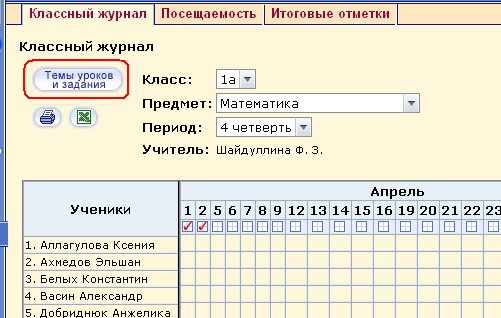 Классный журнал Посещаемость Итоговые отметки
Классный журнал
Темы уроков
и задания
Класс: 1а
Предмет: Математика
Период: 4 четверть
Учитель: Шайдуллина Ф. З.
Ученики
Апрель
1 2 5 6 7 8 9 12 13 14 15 16 19 20 21 22 23
1. Аллагулова Ксения
2. Ахмедов Эльшан
3. Белых Константин
4. Васин Александр
5. Добриднюк Анжелика